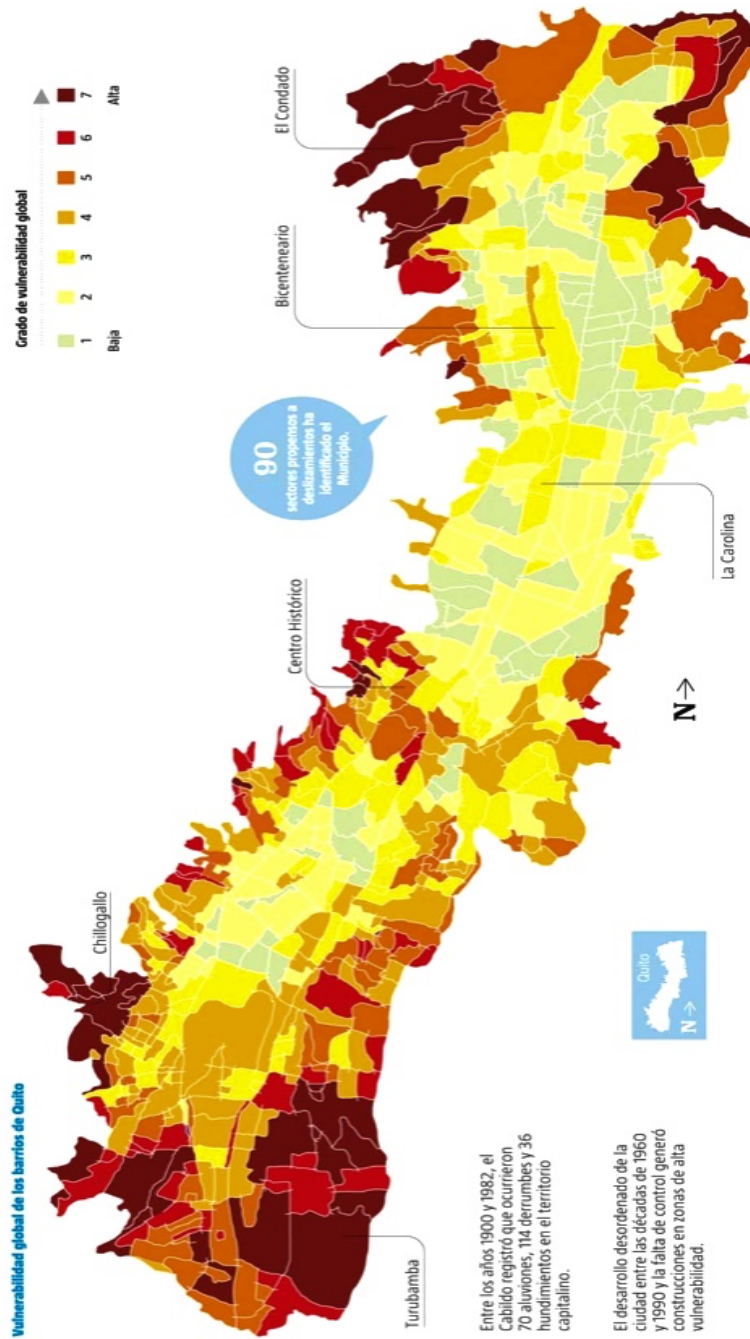 Vulnerabilidad global de los barrios de Quito
Grado de vulnerabilidad global
1 2 3 4 5 6 7
Baja Alta
Chillogallo
Centro Histórico
Bicenteneario
El Condado
90
sectores propensos a
deslizamientos ha
identificado el
Municipio.
Turubamba
La Carolina
N
Quito
N
Entre los años 1900 y 1982, el
Cabildo registró que ocurrieron
70 aluviones, 114 derrumbes y 36
hundimientos en el territorio
capitalino.
El desarrollo desordenado de la
ciudad entre las décadas de 1960
y 1990 y la falta de control generó
construcciones en zonas de alta
vulnerabilidad.